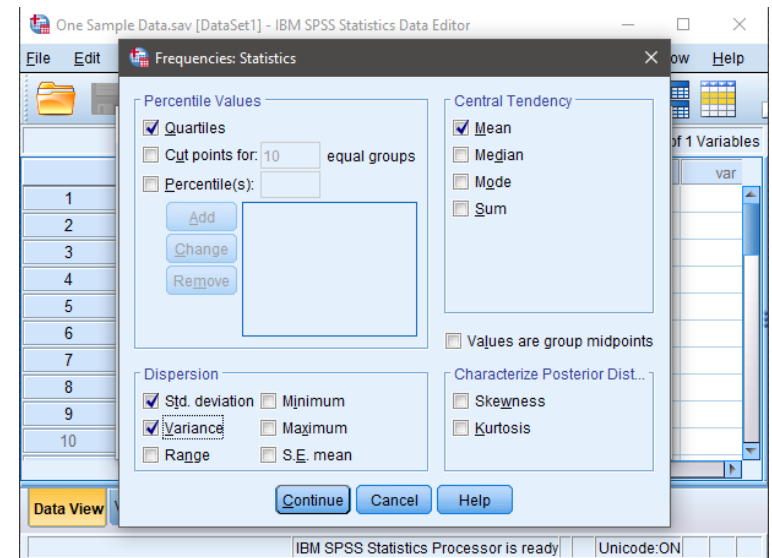 One Sample Data.sav [DataSet1] - IBM SPSS Statistics Data Editor
File Edit ow Help
Frequencies: Statistics
of 1 Variables
var
Percentile Values
Quartiles
Cut points for: 10 equal groups
Percentile(s):
Add
Change
Remove
Central Tendency
Mean
Median
Mode
Sum
Values are group midpoints
Dispersion
Std. deviation Minimum
Variance Maximum
Range S.E. mean
Characterize Posterior Dist...
Skewness
Kurtosis
Continue Cancel Help
1
2
3
4
5
6
7
8
9
10
Data View
IBM SPSS Statistics Processor is ready Unicode:ON